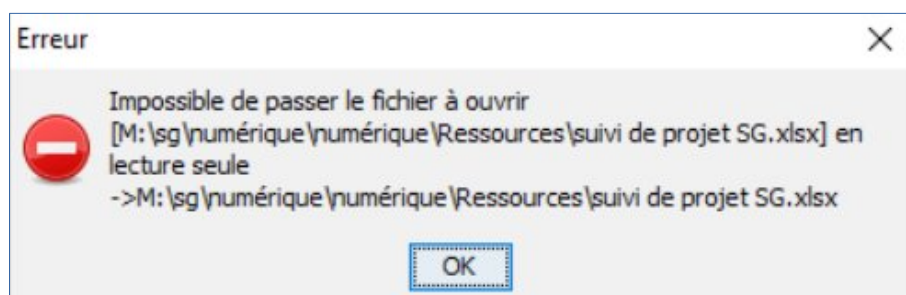 Erreur
Impossible de passer le fichier à ouvrir
[M:\sg\numérique\numérique\Ressources\suivi de projet SG.xlsx] en
lecture seule
->M:\sg\numérique\numérique\Ressources\suivi de projet SG.xlsx
OK